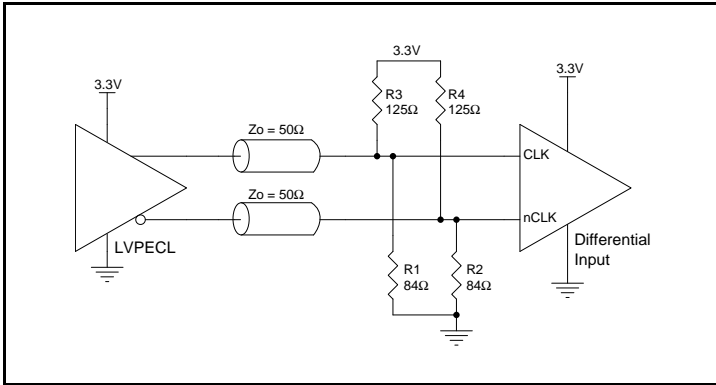 3.3V
3.3V
3.3V
R3
125Ω
R4
125Ω
Zo = 50Ω
CLK
Zo = 50Ω
nCLK
LVPECL
Differential
Input
R1
84Ω
R2
84Ω